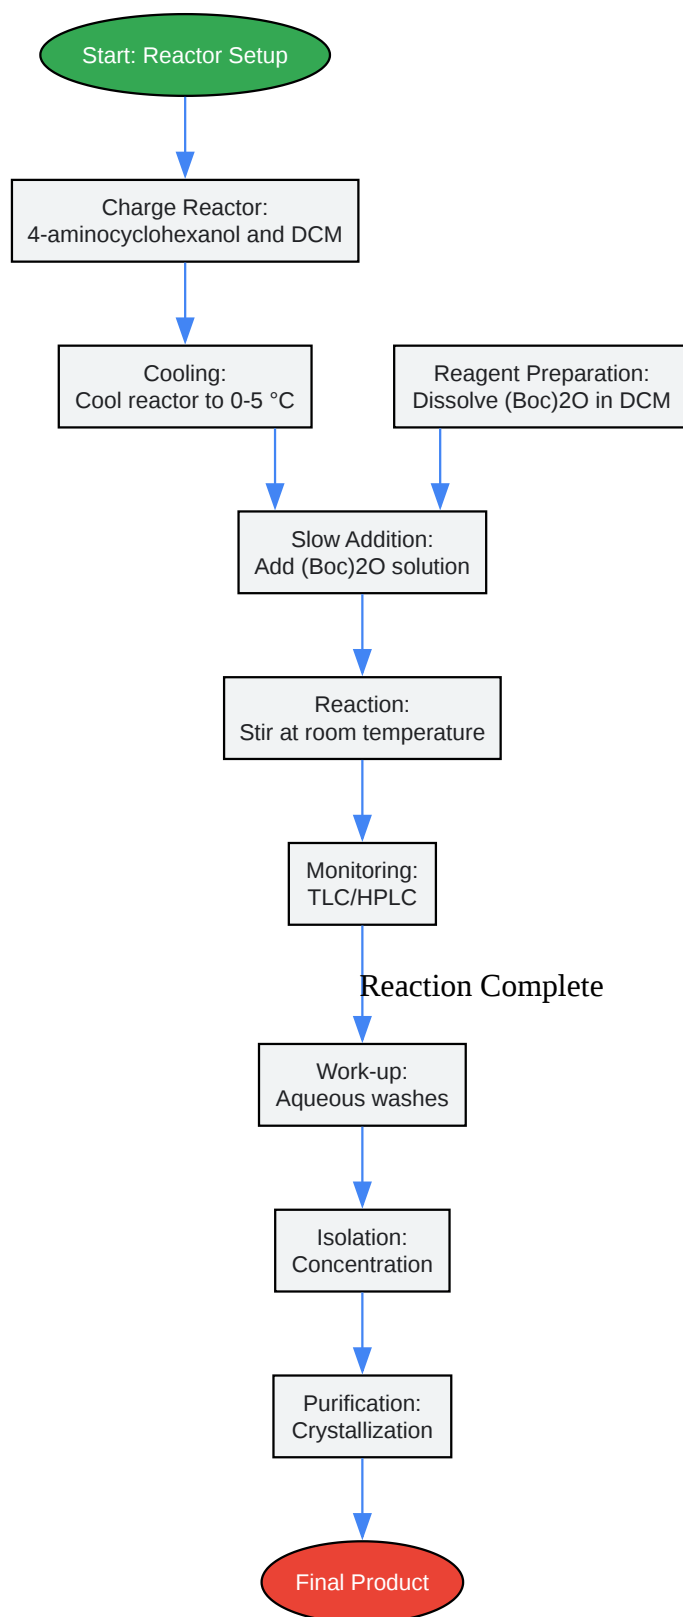 Start: Reactor Setup
Charge Reactor:
4-aminocyclohexanol and DCM
Cooling:
Cool reactor to 0-5 °C
Reagent Preparation:
Dissolve (Boc)2O in DCM
Slow Addition:
Add (Boc)2O solution
Reaction:
Stir at room temperature
Monitoring:
TLC/HPLC
Reaction Complete
Work-up:
Aqueous washes
Isolation:
Concentration
Purification:
Crystallization
Final Product